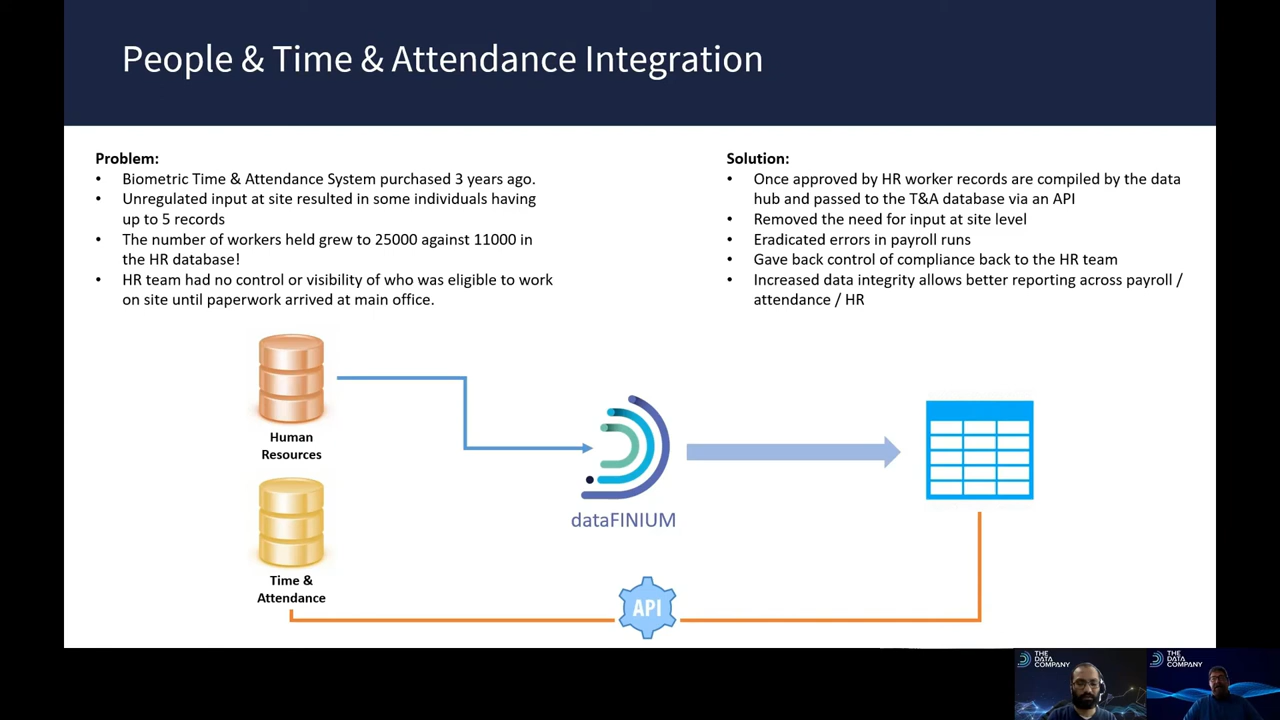 People & Time & Attendance Integration
Problem:
• Biometric Time & Attendance System purchased 3 years ago.
• Unregulated input at site resulted in some individuals having
up to 5 records
• The number of workers held grew to 25000 against 11000 in
the HR database!
• HR team had no control or visibility of who was eligible to work
on site until paperwork arrived at main office.
Solution:
• Once approved by HR worker records are compiled by the data
hub and passed to the T&A database via an API
• Removed the need for input at site level
• Eradicated errors in payroll runs
• Gave back control of compliance back to the HR team
• Increased data integrity allows better reporting across payroll /
attendance / HR
Human
Resources
dataFINIUM
Time &
Attendance
API
THE
DATA
COMPANY
THE
DATA
COMPANY